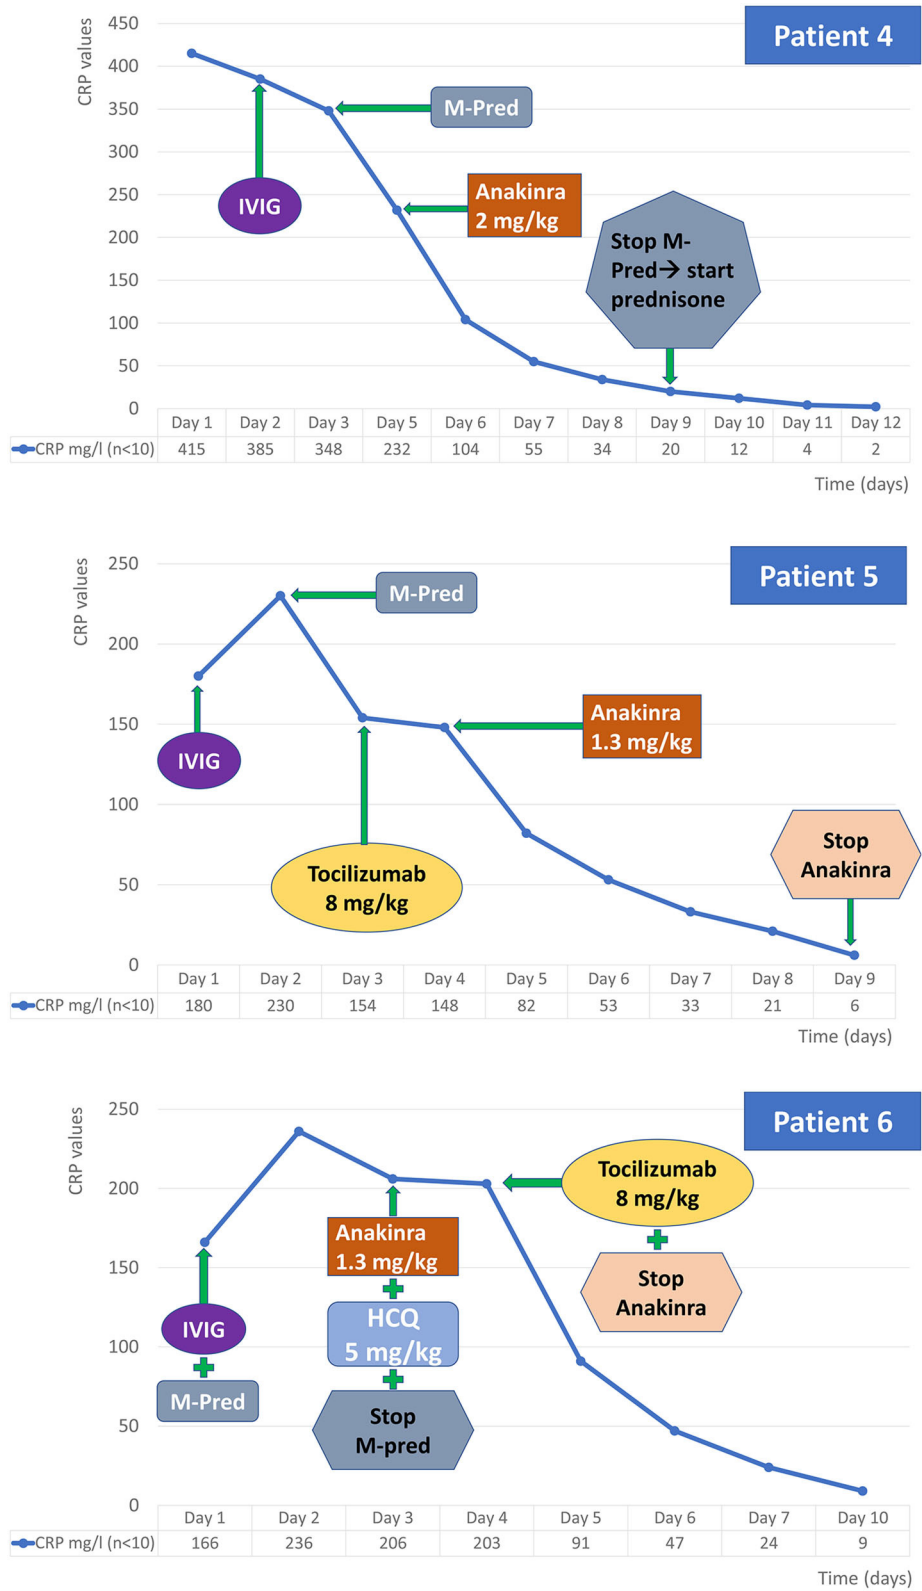 Patient 4
CRP values
450
400
350
300
250
200
150
100
50
0
M-Pred
IVIG
Anakinra
2 mg/kg
Stop M-
Pred→ start
prednisone
Day 1 Day 2 Day 3 Day 5 Day 6 Day 7 Day 8 Day 9 Day 10 Day 11 Day 12
CRP mg/l (n<10) 415 385 348 232 104 55 34 20 12 4 2
Time (days)
Patient 5
CRP values
250
200
150
100
50
0
M-Pred
IVIG
Anakinra
1.3 mg/kg
Tocilizumab
8 mg/kg
Stop
Anakinra
Day 1 Day 2 Day 3 Day 4 Day 5 Day 6 Day 7 Day 8 Day 9
CRP mg/l (n<10) 180 230 154 148 82 53 33 21 6
Time (days)
Patient 6
CRP values
250
200
150
100
50
0
Tocilizumab
8 mg/kg
+
Stop
Anakinra
Anakinra
1.3 mg/kg
+
HCQ
5 mg/kg
+
Stop
M-pred
IVIG
+
M-Pred
Day 1 Day 2 Day 3 Day 4 Day 5 Day 6 Day 7 Day 10
CRP mg/l (n<10) 166 236 206 203 91 47 24 9
Time (days)